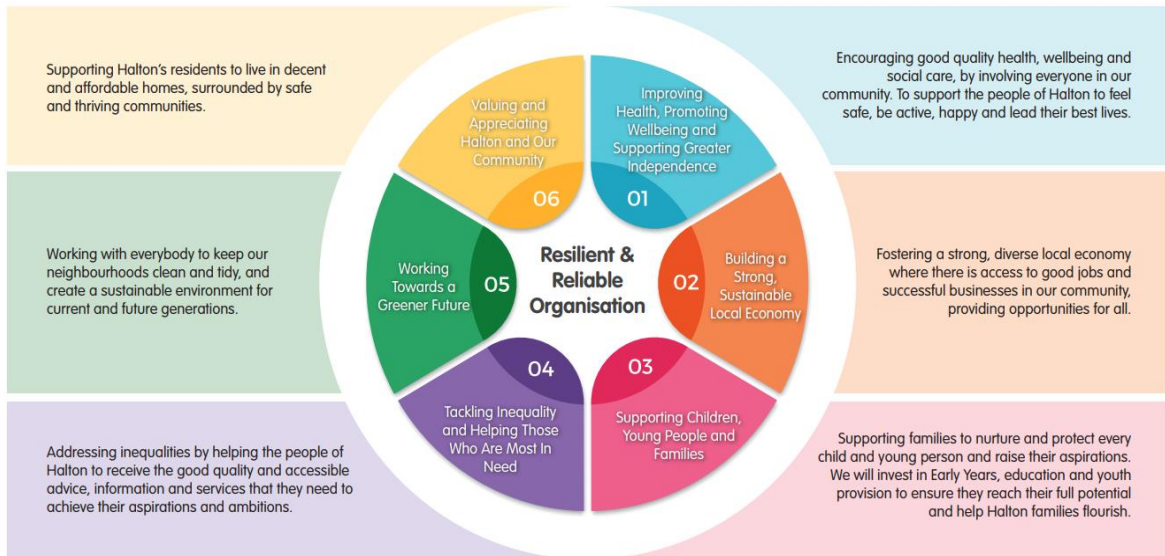 Supporting Halton's residents to live in decent
and affordable homes, surrounded by safe
and thriving communities.
Valuing and
Appreciating
Halton and Our
Community
06
Improving
Health, Promoting
Wellbeing and
Supporting Greater
Independence
01
Encouraging good quality health, wellbeing and
social care, by involving everyone in our
community. To support the people of Halton to feel
safe, be active, happy and lead their best lives.
Working with everybody to keep our
neighbourhoods clean and tidy, and
create a sustainable environment for
current and future generations.
Working
Towards a
Greener Future
05
Resilient &
Reliable
Organisation
02
Building a
Strong,
Sustainable
Local Economy
Fostering a strong, diverse local economy
where there is access to good jobs and
successful businesses in our community,
providing opportunities for all.
Addressing inequalities by helping the people of
Halton to receive the good quality and accessible
advice, information and services that they need to
achieve their aspirations and ambitions.
04
Tackling Inequality
and Helping Those
Who Are Most In
Need
03
Supporting Children,
Young People and
Families
Supporting families to nurture and protect every
child and young person and raise their aspirations.
We will invest in Early Years, education and youth
provision to ensure they reach their full potential
and help Halton families flourish.